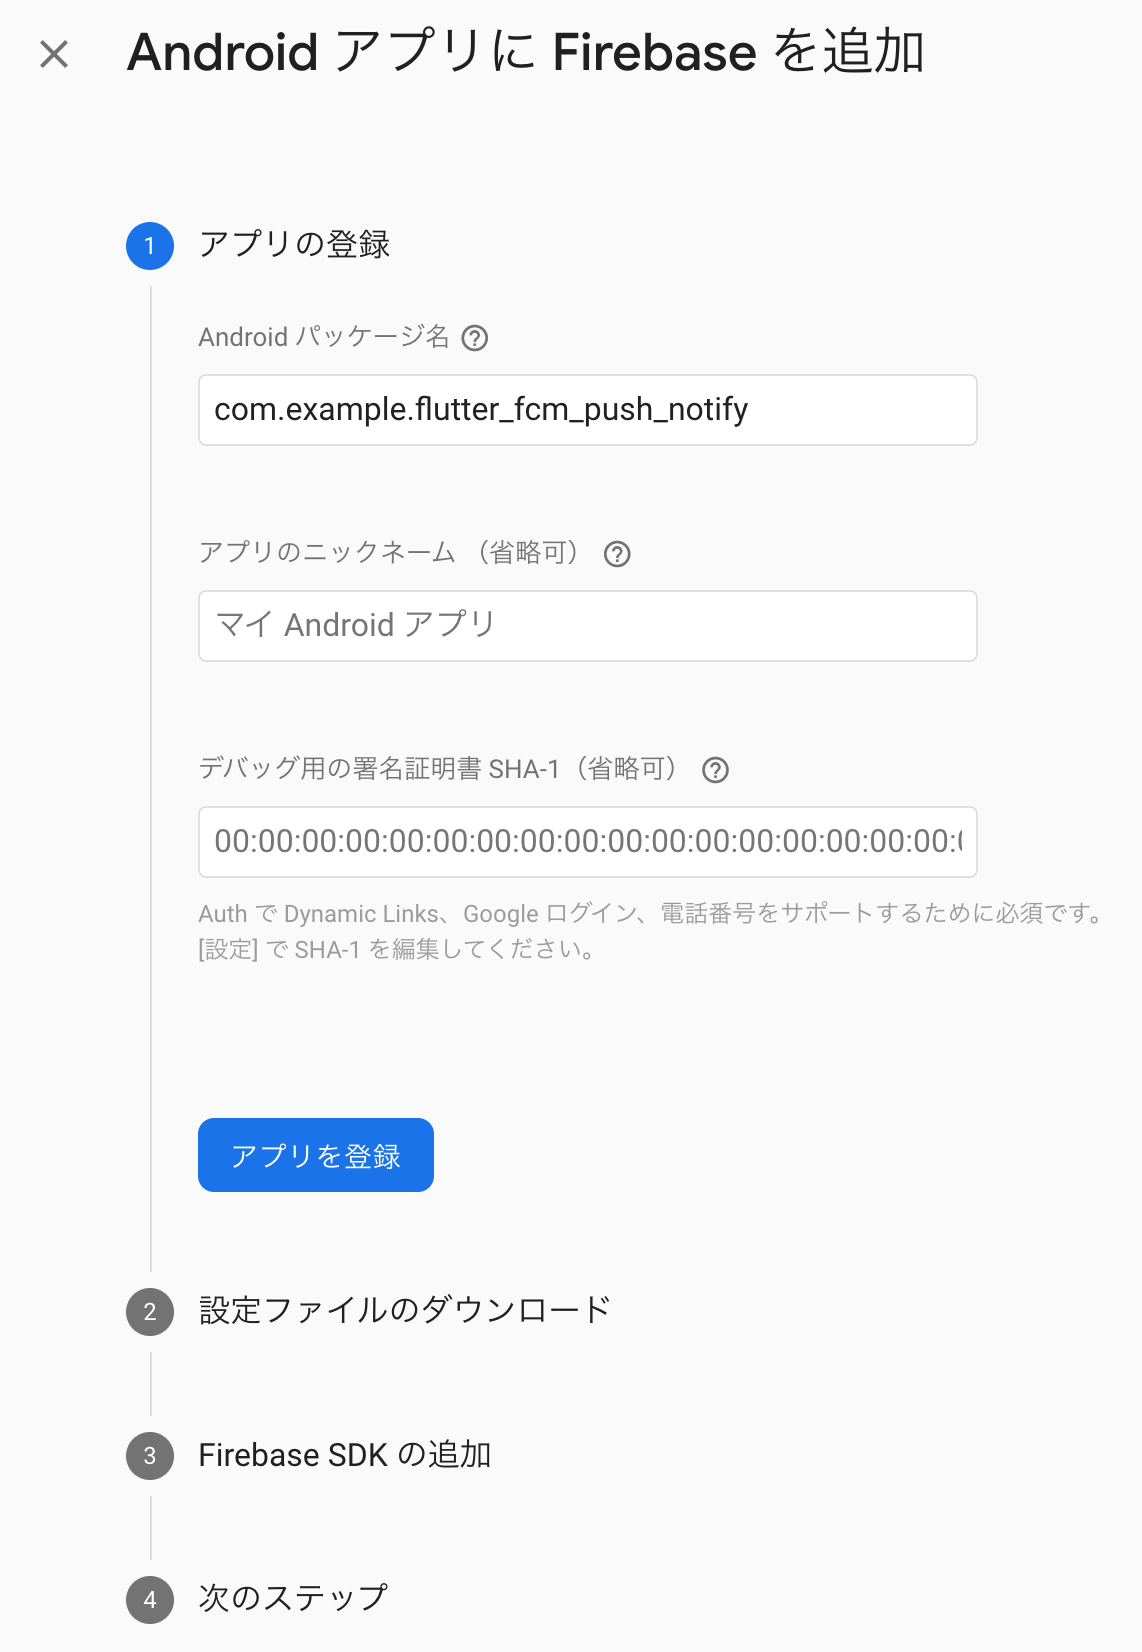 Android アプリに Firebase を追加
1 アプリの登録
Android パッケージ名
com.example.flutter_fcm_push_notify
アプリのニックネーム （省略可）
マイ Android アプリ
デバッグ用の署名証明書 SHA-1（省略可）
00:00:00:00:00:00:00:00:00:00:00:00:00:00:00:00:00:
Auth で Dynamic Links、Google ログイン、電話番号をサポートするために必須です。
[設定] で SHA-1 を編集してください。
アプリを登録
2 設定ファイルのダウンロード
3 Firebase SDK の追加
4 次のステップ